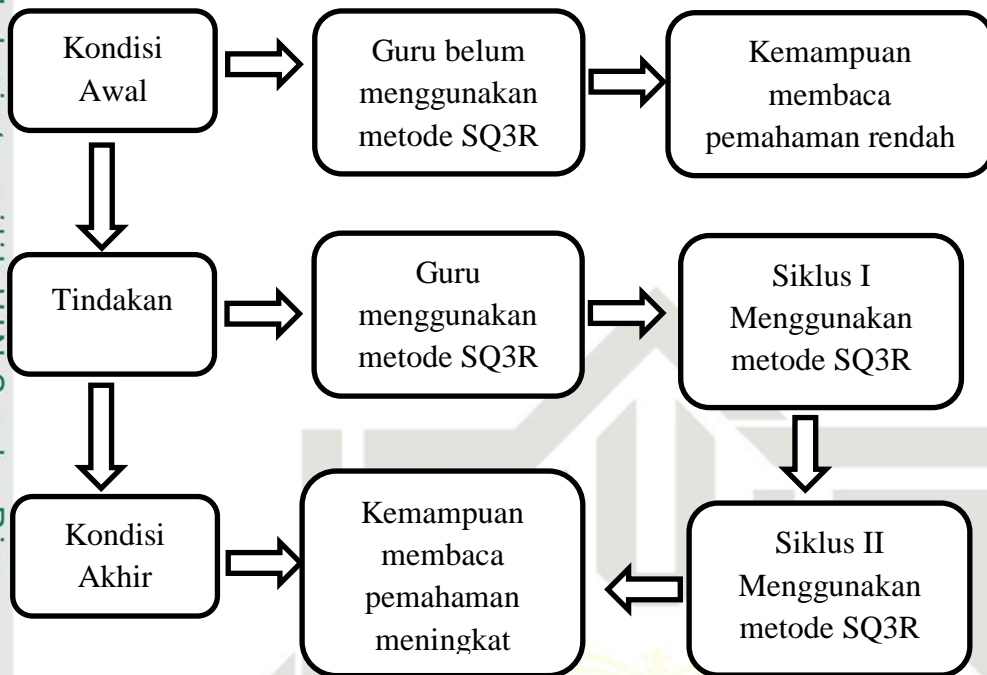 Kondisi
Awal
Guru belum
menggunakan
metode SQ3R
Kemampuan
membaca
pemahaman rendah
Tindakan
Guru
menggunakan
metode SQ3R
Siklus I
Menggunakan
metode SQ3R
Kondisi
Akhir
Kemampuan
membaca
pemahaman
meningkat
Siklus II
Menggunakan
metode SQ3R